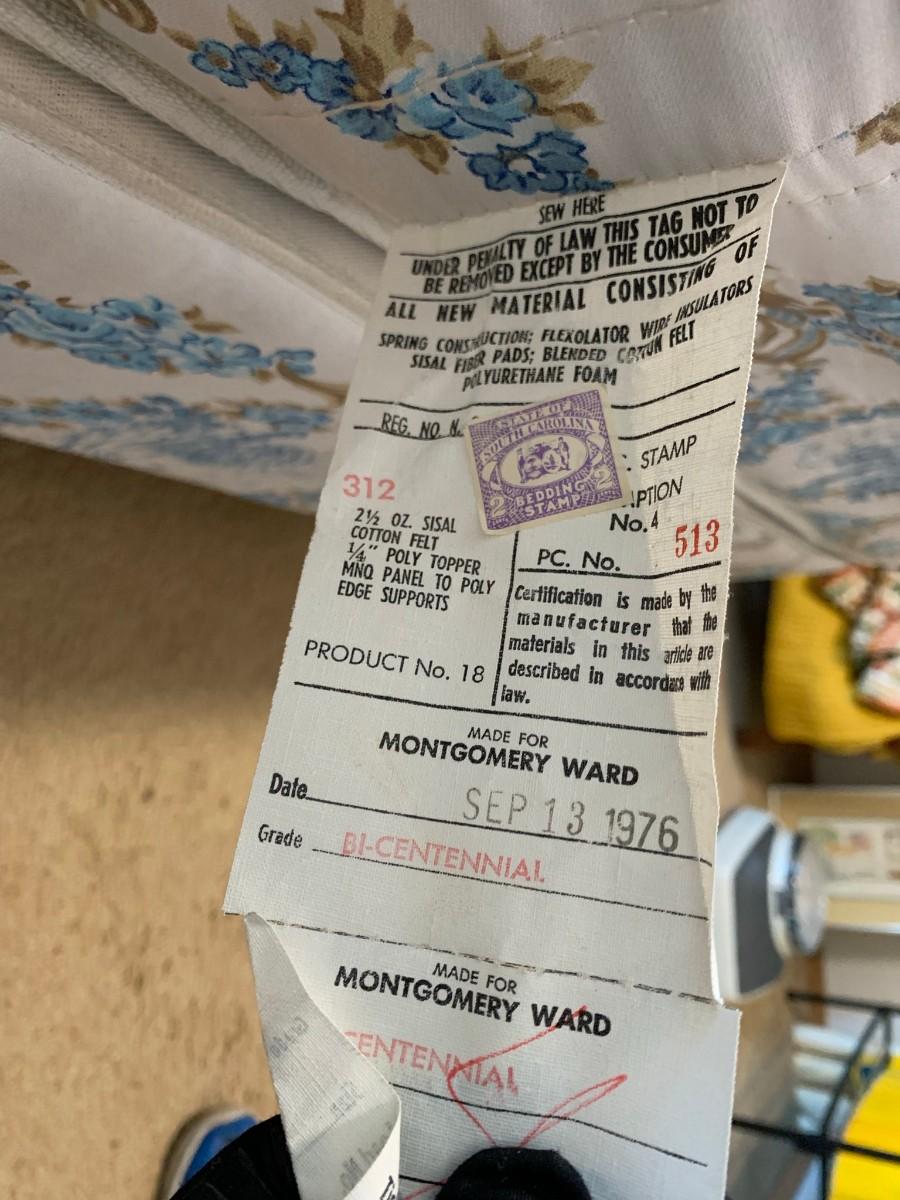 SEW HERE
UNDER PENALTY OF LAW THIS TAG NOT TO
BE REMOVED EXCEPT BY THE CONSUMER
ALL NEW MATERIAL CONSISTING OF
SPRING CONSTRUCTION; FLEXOLATOR WIRE INSULATORS
SISAL FIBER PADS; BLENDED COTTON FELT
POLYURETHANE FOAM
REG. NO. N.
STATE OF
SOUTH CAROLINA
2 2
BEDDING
STAMP
. STAMP
No.4
312
2½ OZ. SISAL
COTTON FELT
¼" POLY TOPPER
MNQ PANEL TO POLY
EDGE SUPPORTS
PRODUCT No. 18
PC. No. 513
Certification is made by the
manufacturer that the
materials in this article are
described in accordance with
law.
MADE FOR
MONTGOMERY WARD
Date SEP 13 1976
Grade BI-CENTENNIAL
MADE FOR
MONTGOMERY WARD
CENTENNIAL